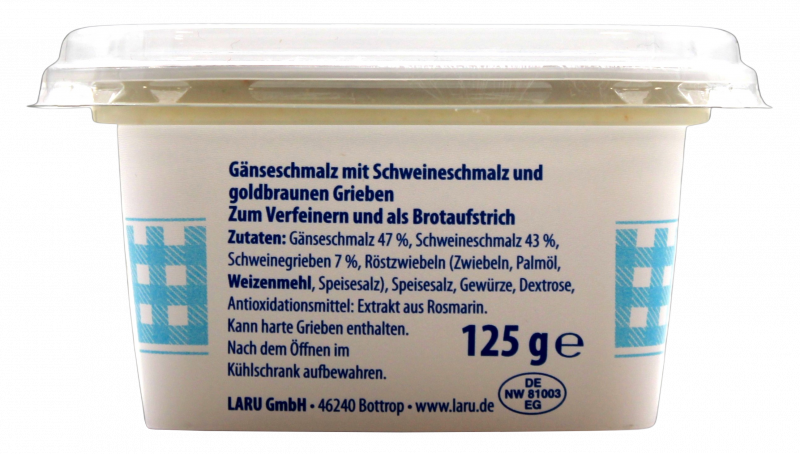 Gänseschmalz mit Schweineschmalz und
goldbraunen Grieben
Zum Verfeinern und als Brotaufstrich
Zutaten: Gänseschmalz 47 %, Schweineschmalz 43 %,
Schweinegrieben 7 %, Röstzwiebeln (Zwiebeln, Palmöl,
Weizenmehl, Speisesalz), Speisesalz, Gewürze, Dextrose,
Antioxidationsmittel: Extrakt aus Rosmarin.
Kann harte Grieben enthalten.
Nach dem Öffnen im
Kühlschrank aufbewahren.
125 g e
LARU GmbH • 46240 Bottrop • www.laru.de
DE
NW 81003
EG